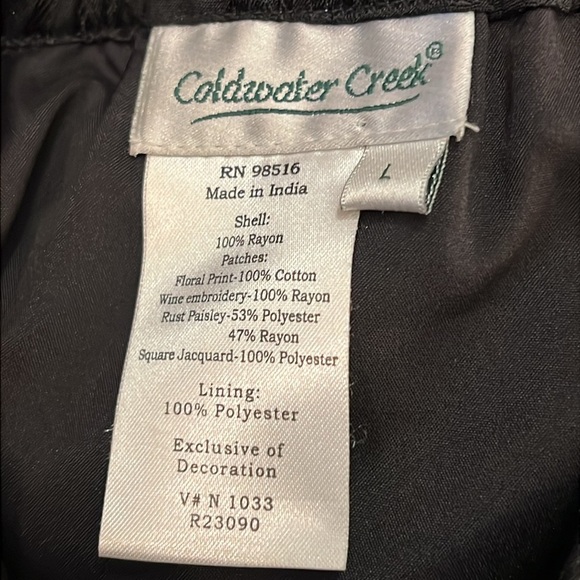 Coldwater Creek®
L
RN 98516
Made in India
Shell:
100% Rayon
Patches:
Floral Print-100% Cotton
Wine embroidery-100% Rayon
Rust Paisley-53% Polyester
47% Rayon
Square Jacquard-100% Polyester
Lining:
100% Polyester
Exclusive of
Decoration
V# N 1033
R23090